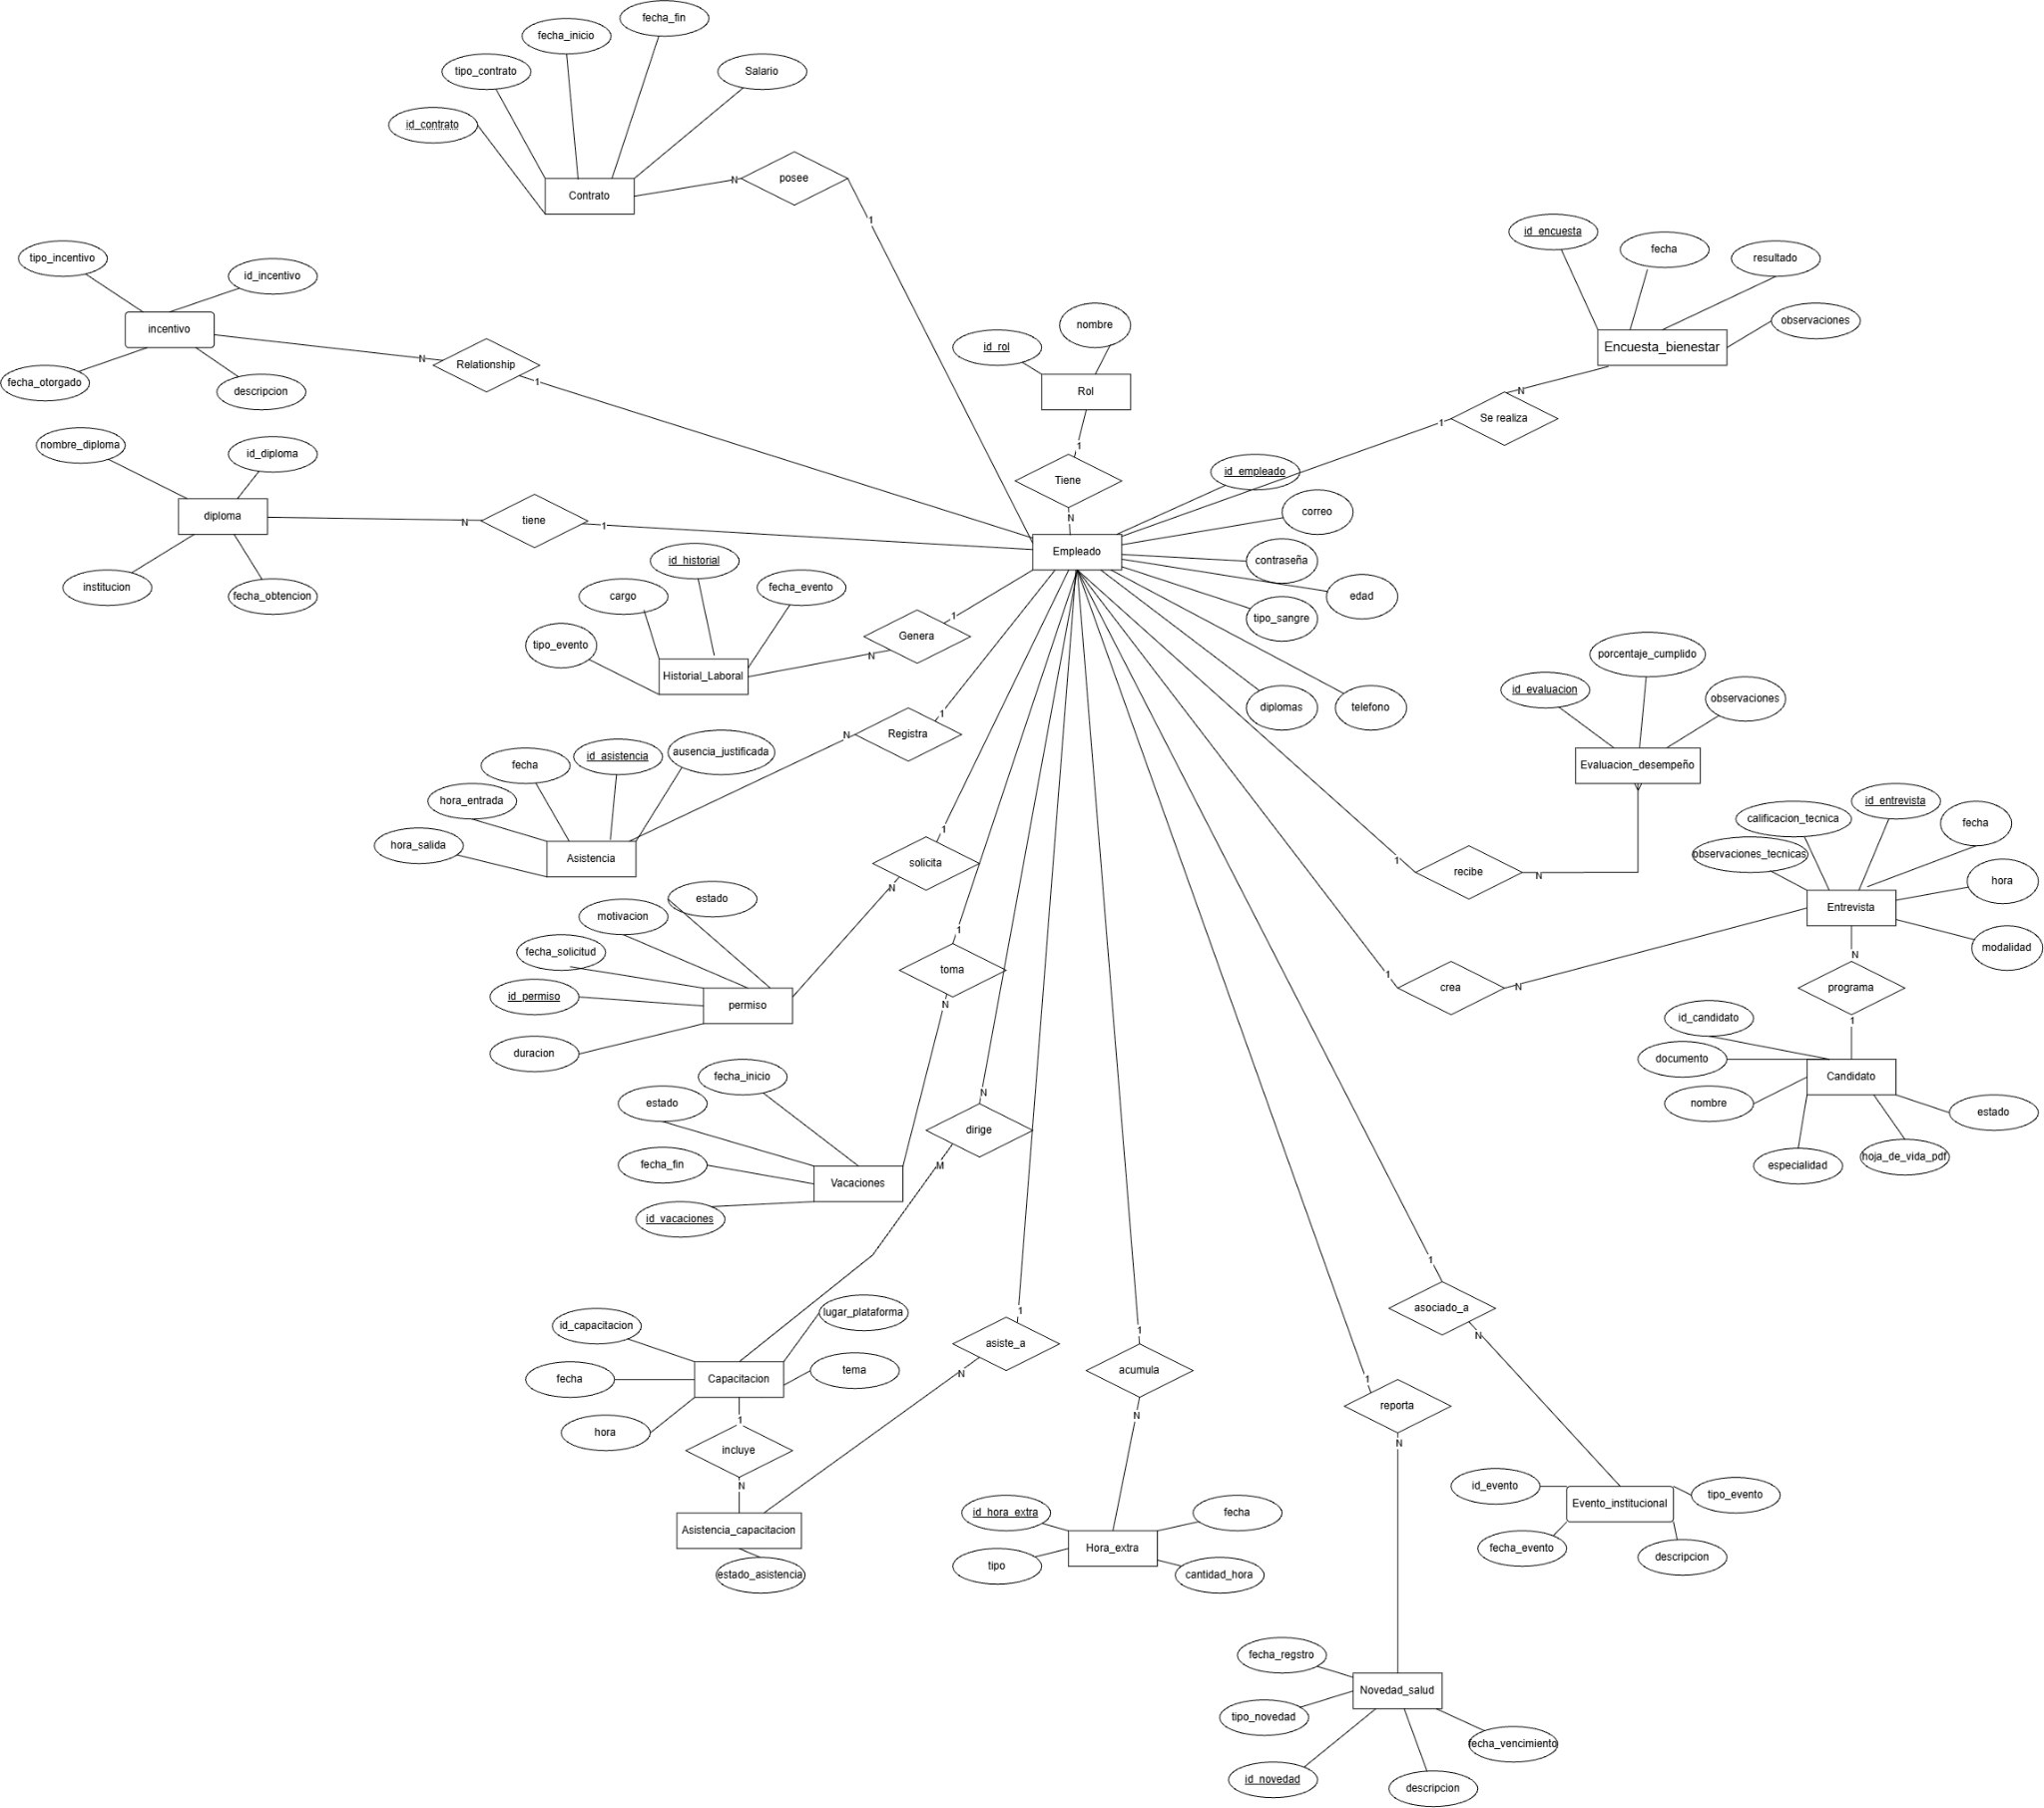 fecha_fin
fecha_inicio
tipo_contrato
Salario
id_contrato
Contrato
N
posee
1
id_encuesta
fecha
resultado
observaciones
Encuesta_bienestar
N
Se realiza
1
tipo_incentivo
id_incentivo
incentivo
fecha_otorgado
descripcion
N
Relationship
1
nombre
id_rol
Rol
1
Tiene
N
nombre_diploma
id_diploma
diploma
institucion
fecha_obtencion
N
tiene
1
id_empleado
correo
Empleado
contraseña
edad
tipo_sangre
diplomas
telefono
id_historial
cargo
fecha_evento
tipo_evento
Historial_Laboral
1
Genera
N
1
Registra
N
fecha
id_asistencia
ausencia_justificada
hora_entrada
hora_salida
Asistencia
porcentaje_cumplido
id_evaluacion
observaciones
Evaluacion_desempeño
1
recibe
N
calificacion_tecnica
id_entrevista
fecha
observaciones_tecnicas
hora
Entrevista
modalidad
1
crea
N
N
programa
1
id_candidato
documento
Candidato
nombre
estado
especialidad
hoja_de_vida_pdf
1
solicita
N
estado
motivacion
fecha_solicitud
id_permiso
permiso
duracion
1
toma
N
fecha_inicio
estado
fecha_fin
Vacaciones
id_vacaciones
N
dirige
M
id_capacitacion
lugar_plataforma
fecha
Capacitacion
tema
hora
1
incluye
N
Asistencia_capacitacion
estado_asistencia
1
asiste_a
N
1
acumula
N
id_hora_extra
fecha
Hora_extra
tipo
cantidad_hora
1
reporta
N
1
asociado_a
N
id_evento
tipo_evento
Evento_institucional
fecha_evento
descripcion
fecha_regstro
Novedad_salud
tipo_novedad
fecha_vencimiento
id_novedad
descripcion